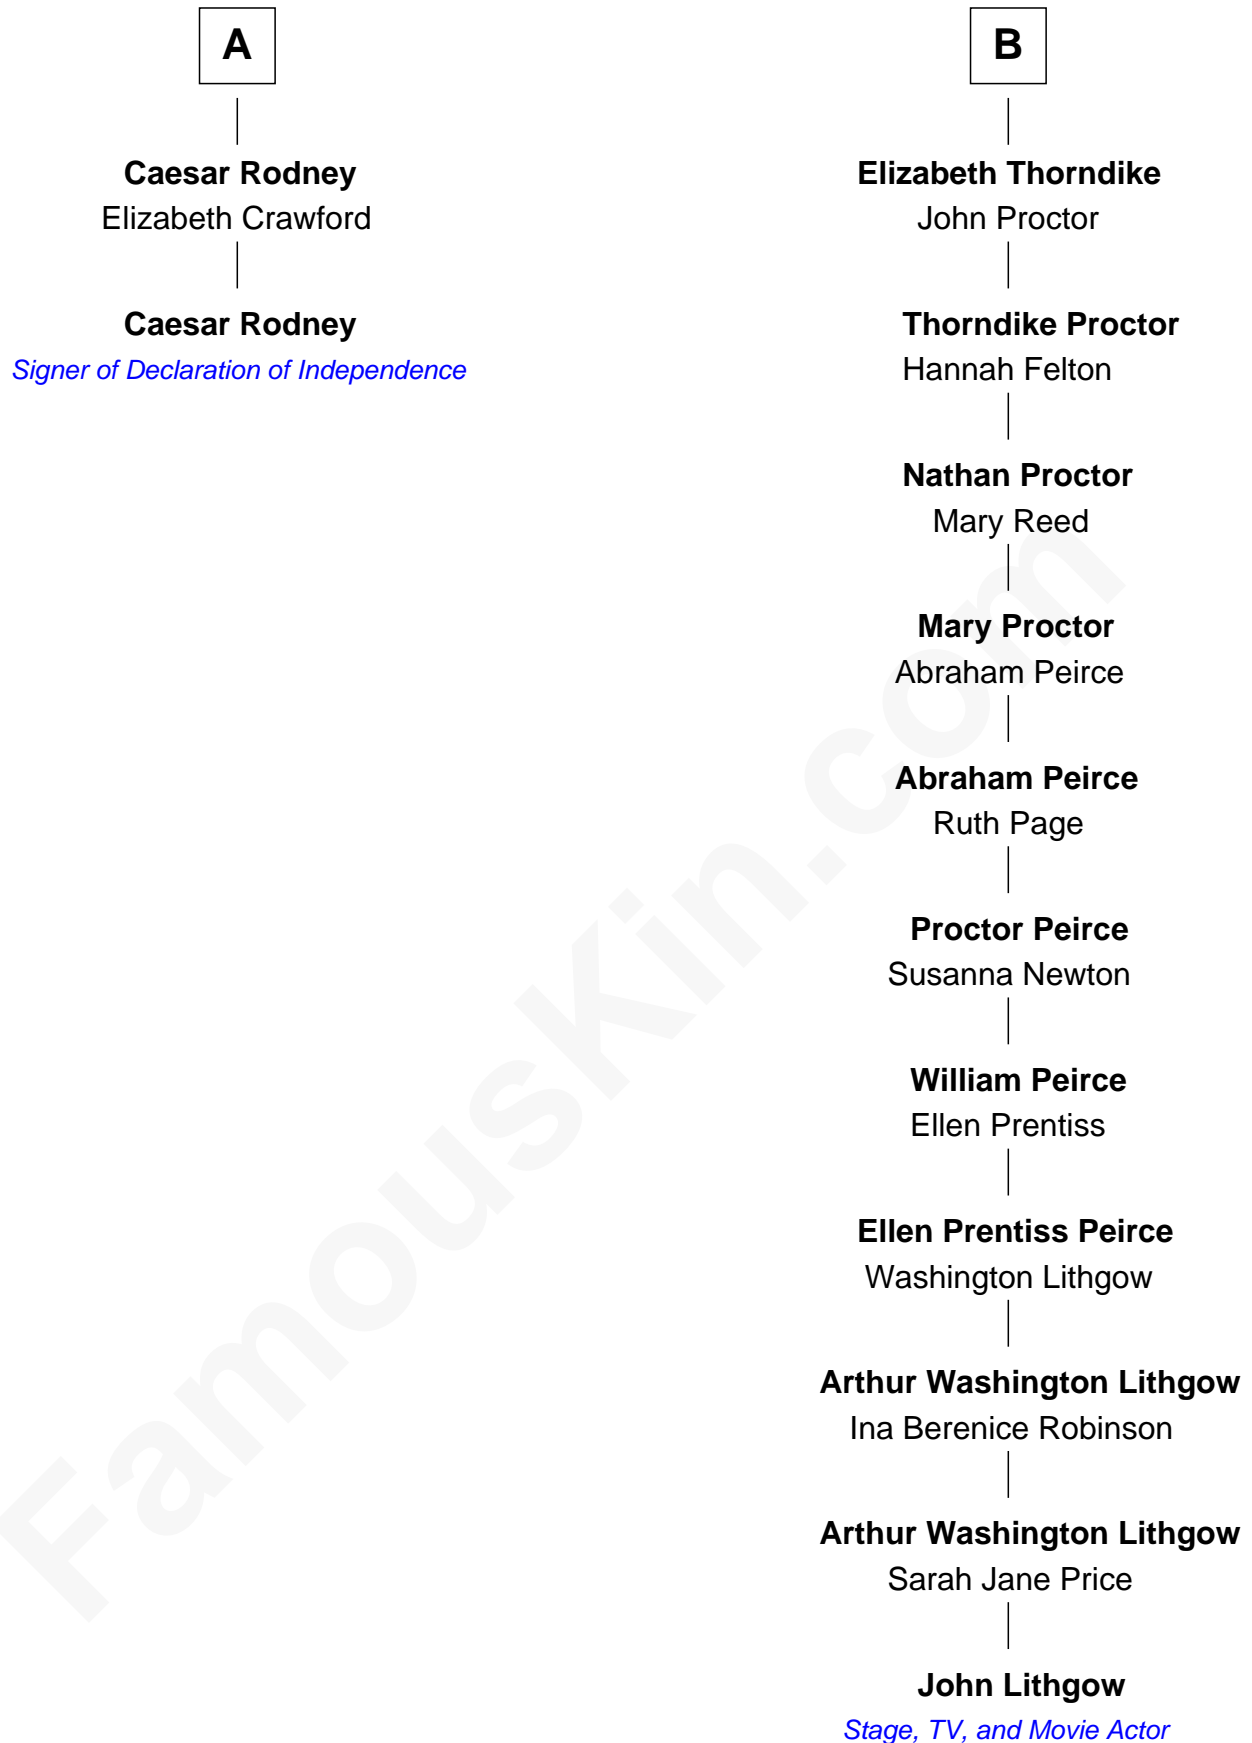 A
Caesar Rodney
Elizabeth Crawford
Caesar Rodney
Signer of Declaration of Independence
B
Elizabeth Thorndike
John Proctor
Thorndike Proctor
Hannah Felton
Nathan Proctor
Mary Reed
Mary Proctor
Abraham Peirce
Abraham Peirce
Ruth Page
Proctor Peirce
Susanna Newton
William Peirce
Ellen Prentiss
Ellen Prentiss Peirce
Washington Lithgow
Arthur Washington Lithgow
Ina Berenice Robinson
Arthur Washington Lithgow
Sarah Jane Price
John Lithgow
Stage, TV, and Movie Actor
FamousKin.com